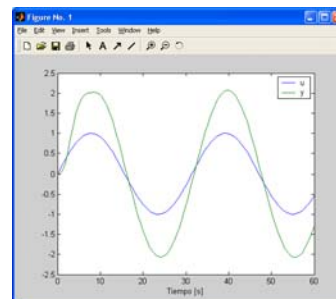 Figure No. 1
File Edit View Insert Tools Window Help
A
2.5
2
1.5
1
0.5
0
-0.5
-1
-1.5
-2
-2.5
0 10 20 30 40 50 60
Tiempo [s]
u
y